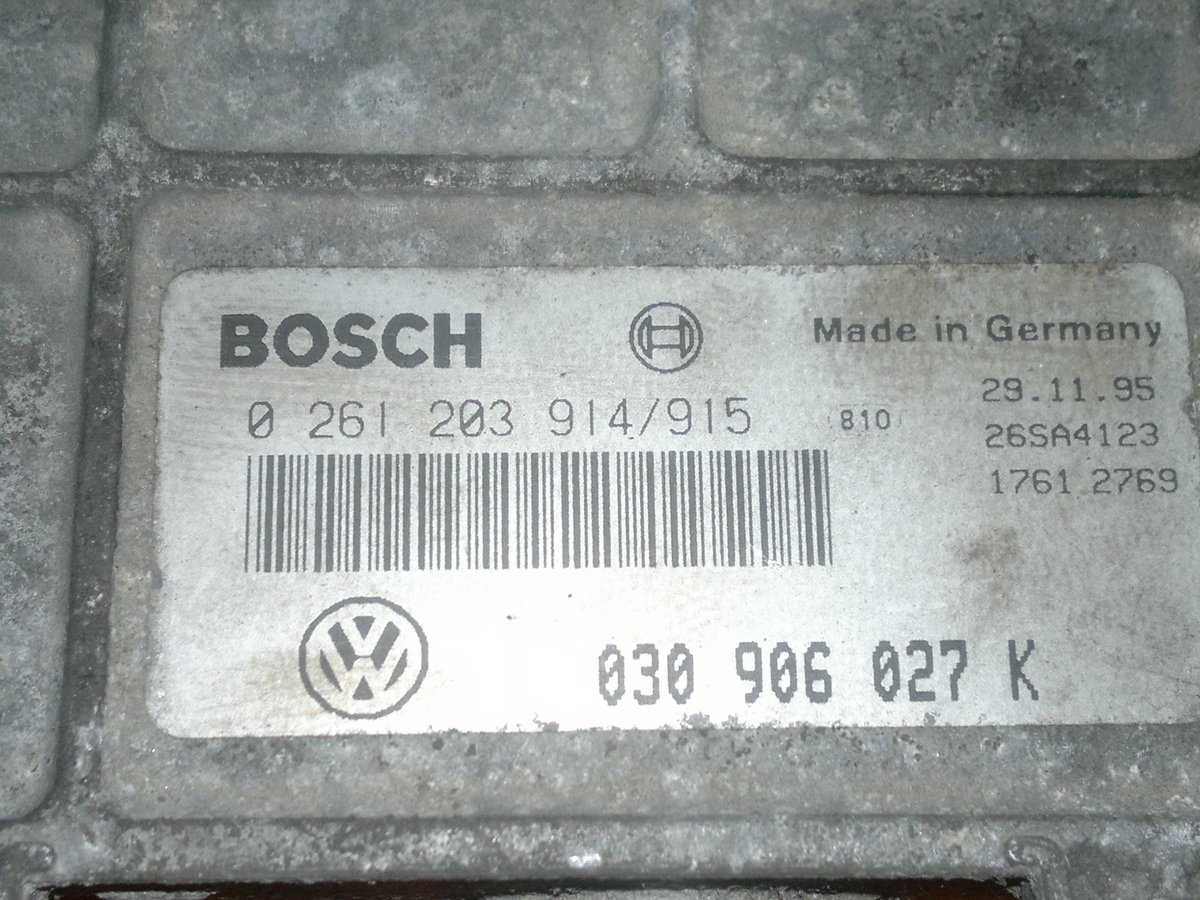 BOSCH
Made in Germany
0 261 203 914/915
810
29.11.95
26SA4123
1761 2769
030 906 027 K